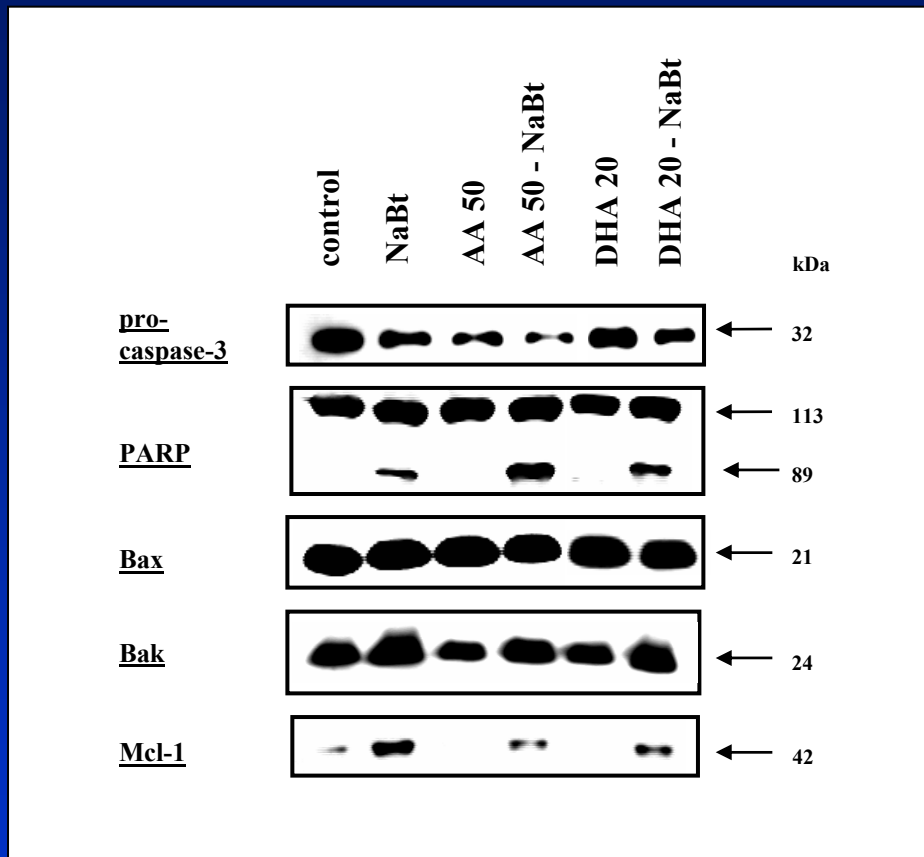 control
NaBt
AA 50
AA 50 - NaBt
DHA 20
DHA 20 - NaBt
kDa
pro-
caspase-3
32
113
PARP
89
Bax
21
Bak
24
Mcl-1
42